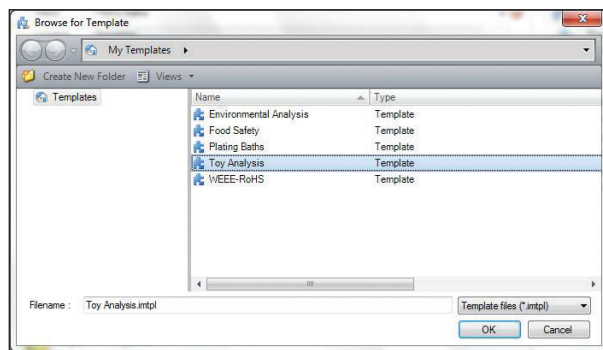 Browse for Template
My Templates
Create New Folder Views
Templates
Name Type
Environmental Analysis Template
Food Safety Template
Plating Baths Template
Toy Analysis Template
WEEE-RoHS Template
Filename : Toy Analysis.imtpl Template files (*.imtpl)
OK Cancel